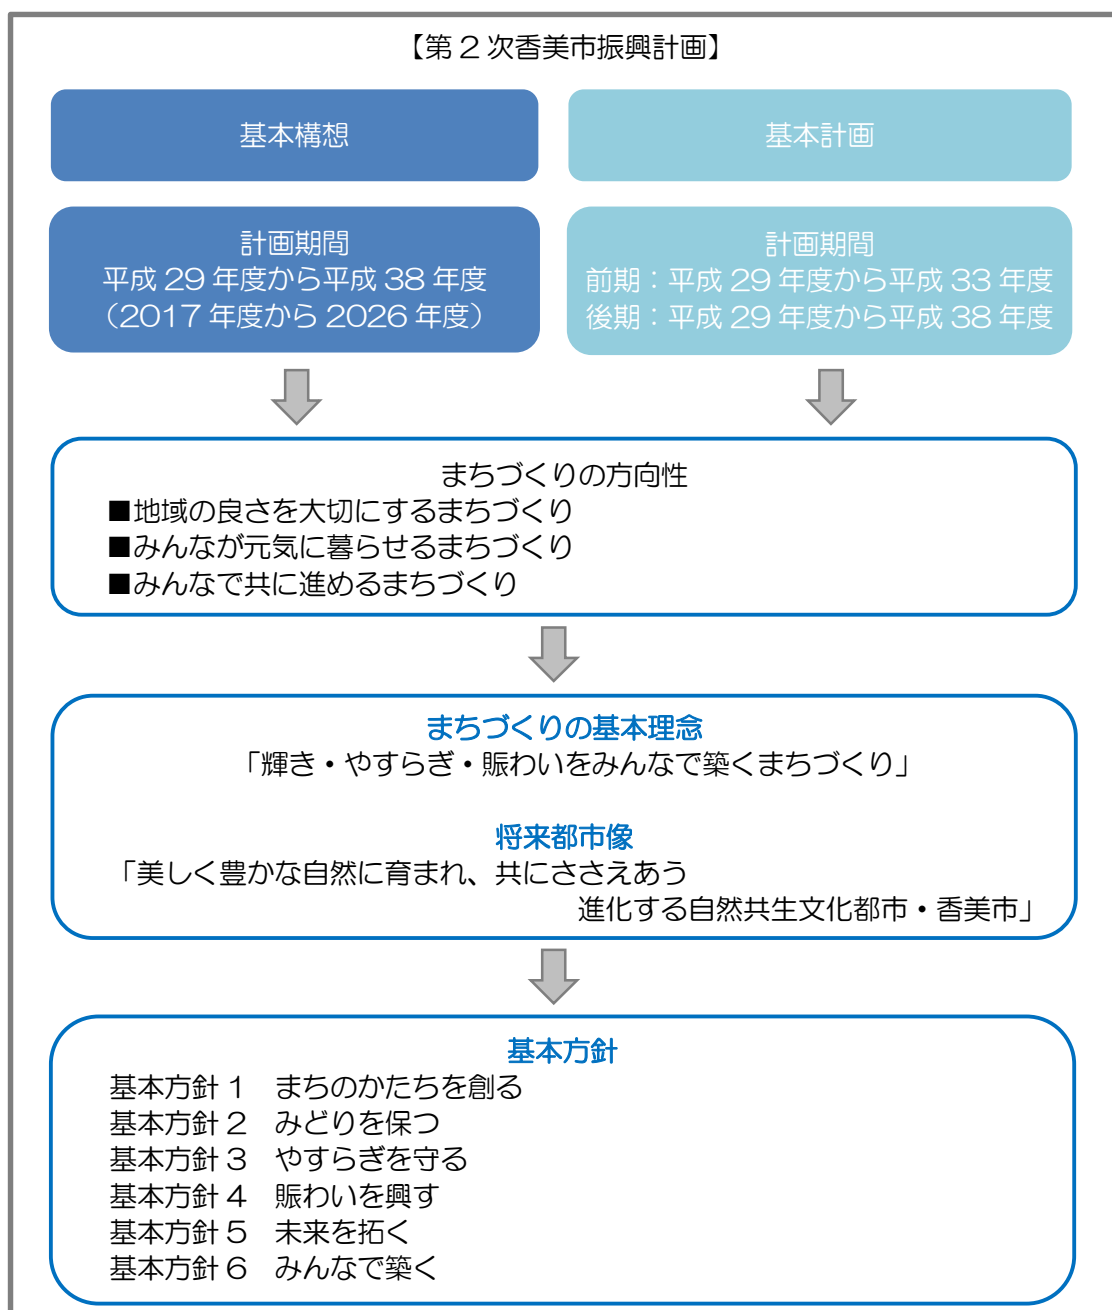 【第２次香美市振興計画】
基本構想
基本計画
計画期間
平成 29 年度から平成 38 年度
（2017 年度から 2026 年度）
計画期間
前期：平成 29 年度から平成 33 年度
後期：平成 29 年度から平成 38 年度
まちづくりの方向性
■地域の良さを大切にするまちづくり
■みんなが元気に暮らせるまちづくり
■みんなで共に進めるまちづくり
まちづくりの基本理念
「輝き・やすらぎ・賑わいをみんなで築くまちづくり」
将来都市像
「美しく豊かな自然に育まれ、共にささえあう
進化する自然共生文化都市・香美市」
基本方針
基本方針１　まちのかたちを創る
基本方針２　みどりを保つ
基本方針３　やすらぎを守る
基本方針４　賑わいを興す
基本方針５　未来を拓く
基本方針６　みんなで築く